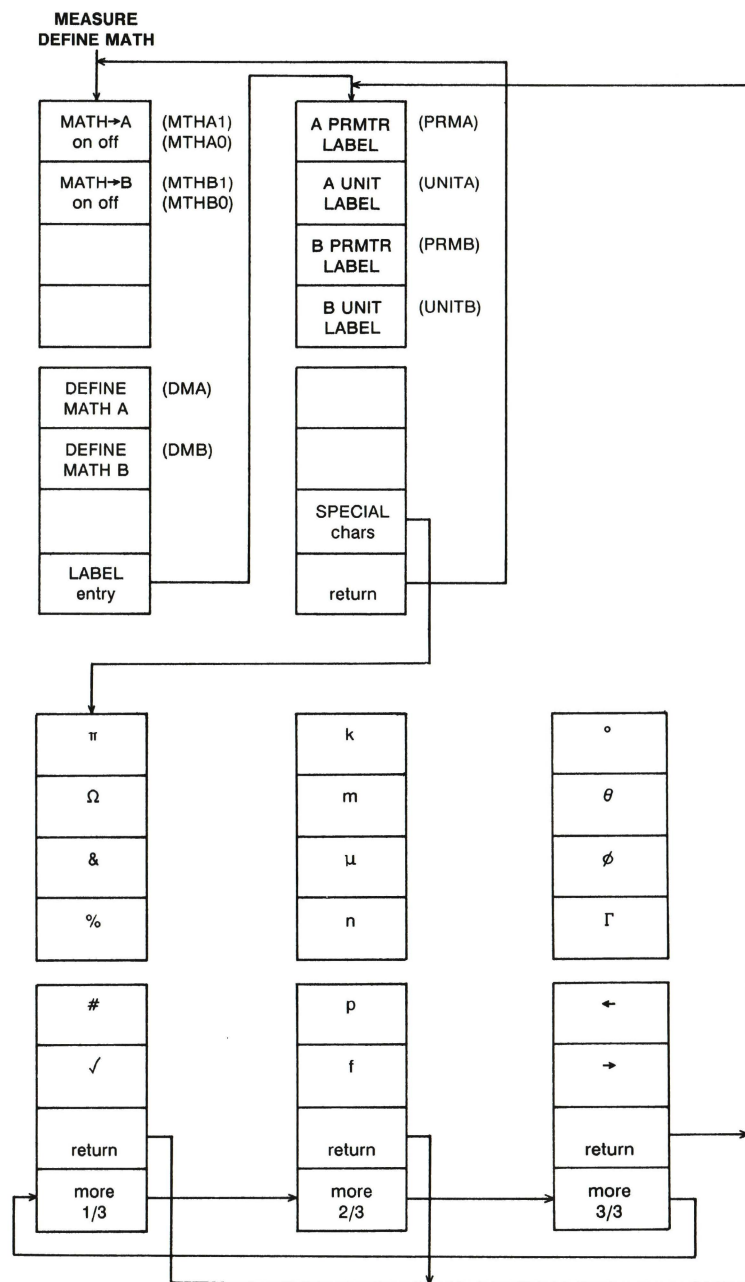 MEASURE
DEFINE MATH
MATH→A
on off
(MTHA1)
(MTHA0)
MATH→B
on off
(MTHB1)
(MTHB0)
DEFINE
MATH A
(DMA)
DEFINE
MATH B
(DMB)
LABEL
entry
A PRMTR
LABEL
(PRMA)
A UNIT
LABEL
(UNITA)
B PRMTR
LABEL
(PRMB)
B UNIT
LABEL
(UNITB)
SPECIAL
chars
return
π
Ω
&
%
#
√
return
more
1/3
k
m
μ
n
p
f
return
more
2/3
°
θ
ϕ
Γ
←
→
return
more
3/3